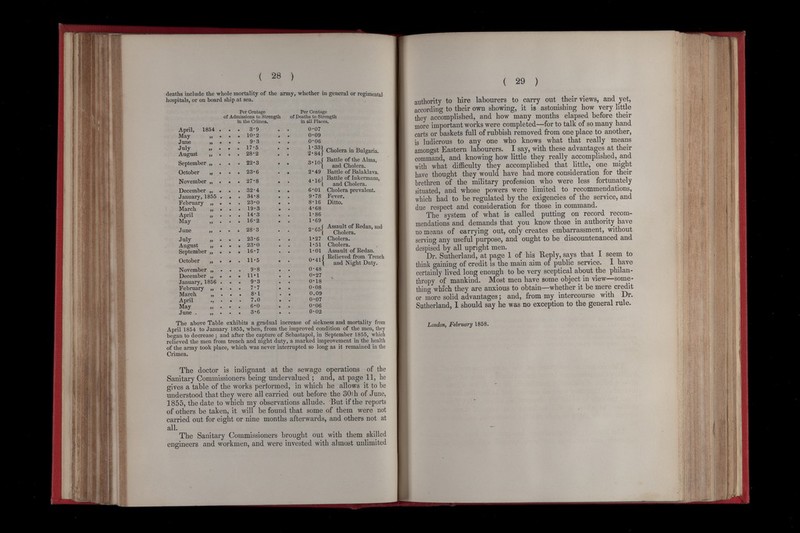 ( 28 )
deaths include the whole mortality of the army, whether in general or regimental
hospitals, or on board ship at sea.
Per Centage of Admissions to Strength in the Crimea. Per Centage of Deaths to Strength in all Places.
April, 1854 . . . 3·9 . . 0·07
May „ . . . 10·2 . . 0·09
June „ . . . 9·3 . . 0·06
July „ . . . 17·5 . . 1·23 } Cholera in Bulgaria.
August „ . . . 28·2 . . 2·84
September „ . . . 29·3 . . 3·10 { Battle of the Alma, and Cholera.
October „ . . . 23·6 . . 2·49 Battle of Balaklava.
November „ . . . 27·8 . . 4·16 { Battle of Inkermann, and Cholera.
December „ . . . 32·4 . . 6·01 Cholera prevalent.
January, 1855 . . . 34·8 . . 9·78 Fever.
February „ . . . 25·0 . . 8·16 Ditto.
March „ . . . 19·3 . . 4·68
April „ . . . 14·3 . . 1·86
May „ . . . 16·2 . . 1·69
June „ . . . 28·3 . . 2·65 { Assault of Redan, and Cholera.
July „ . . . 23·6 . . 1·27 Cholera.
August „ . . . 23·0 . . 1·31 Cholera.
September „ . . . 16·7 . . 1·01 Assault of Redan.
October „ . . . 11·5 . . 0·41 { Relieved from Trench and Night Duty.
November „ . . . 9·8 . . 0·48
December „ . . . 11·1 . . 0·27
January, 1856 . . . 9·3 . . 0·18
February „ . . . 7·7 . . 0·08
March „ . . . 8·1 . . 0.09
April „ . . . 7.0 . . 0·07
May „ . . . 6·0 . . 0·06
June . „ . . . 3·6 . . 0·03
The above Table exhibits a gradual increase of sickness and mortality from
April 1854 to January 1855, when, from the improved condition of the men, they
began to decrease ; and after the capture of Sebastapol, in September 1855, which
relieved the men from trench and night duty, a marked improvement in the health
of the army took place, which was never interrupted so long as it remained in the
Crimea.
The doctor is indignant at the sewage operations of the
Sanitary Commissioners being undervalued ; and, at page 11, he
gives a table of the works performed, in which he allows it to be
understood that they were all carried out before the 30th of June,
1855, the date to which my observations allude. But if the reports
of others be taken, it will be found that some of them were not
carried out for eight or nine months afterwards, and others not at
all.
The Sanitary Commissioners brought out with them skilled
engineers and workmen, and were invested with almost unlimited
( 29 )
authority to hire labourers to carry out their views, and yet,
according to their own showing, it is astonishing how very little
they accomplished, and how many months elapsed before their
more important works were completed—for to talk of so many hand
carts or baskets full of rubbish removed from one place to another,
is ludicrous to any one who knows what that really means
amongst Eastern labourers. I say, with these advantages at their
command, and knowing how little they really accomplished, and
with what difficulty they accomplished that little, one might
have thought they would have had more consideration for their
brethren of the military profession who were less fortunately
situated, and whose powers were limited to recommendations,
which had to be regulated by the exigencies of the service, and
due respect and consideration for those in command.
The system of what is called putting on record recom-
mendations and demands that you know those in authority have
no means of carrying out, only creates embarrassment, without
serving any useful purpose, and ought to be discountenanced and
despised by all upright men.
Dr. Sutherland, at page 1 of his Reply, says that I seem to
think gaining of credit is the main aim of public service. I have
certainly lived long enough to be very sceptical about the philan-
thropy of mankind. Most men have some object in view—some-
thing which they are anxious to obtain—whether it be mere credit
or more solid advantages ; and, from my intercourse with Dr.
Sutherland, I should say he was no exception to the general rule.
London, February 1858.